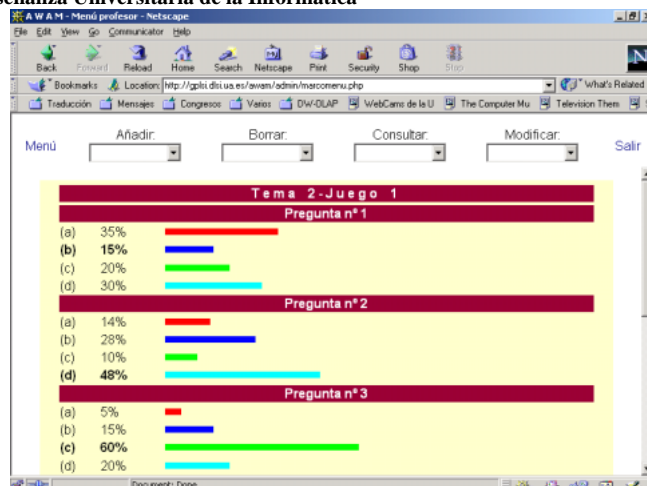 señanza Universitaria de la Informática
A W A M - Menú profesor - Netscape
File Edit View Go Communicator Help
Back Forward Reload Home Search Netscape Print Security Shop Stop
Bookmarks Location: http://gplsi.dlsi.ua.es/awam/admin/marcomenu.php What's Related
Traducción Mensajes Congresos Varios DW-OLAP WebCams de la U The Computer Mu Television Them
Añadir: Borrar: Consultar: Modificar:
Menú Salir
Tema 2-Juego 1
Pregunta nº 1
(a) 35%
(b) 15%
(c) 20%
(d) 30%
Pregunta nº 2
(a) 14%
(b) 28%
(c) 10%
(d) 48%
Pregunta nº 3
(a) 5%
(b) 15%
(c) 60%
(d) 20%
Document: Done